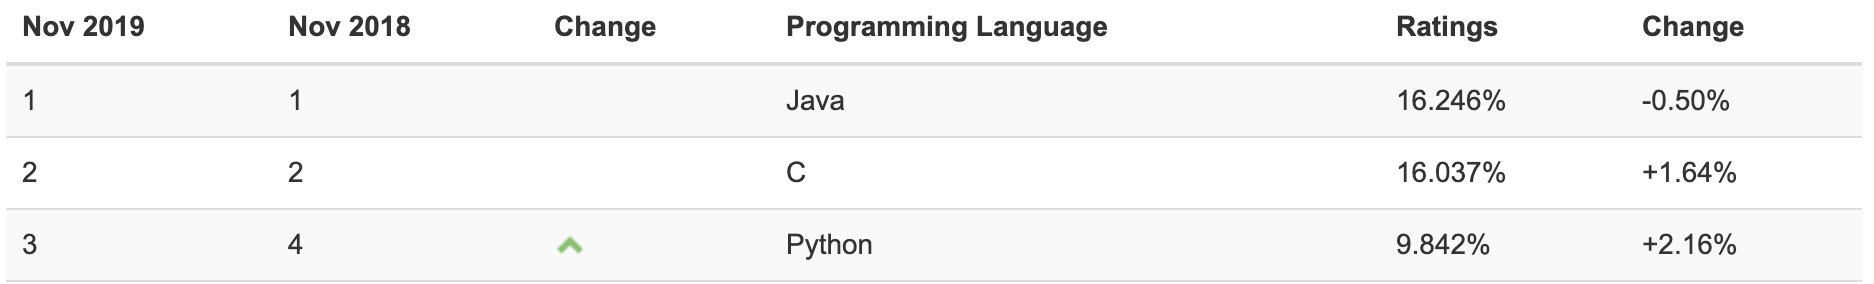 Nov 2019 Nov 2018 Change Programming Language Ratings Change
1 1 Java 16.246% -0.50%
2 2 C 16.037% +1.64%
3 4 Python 9.842% +2.16%